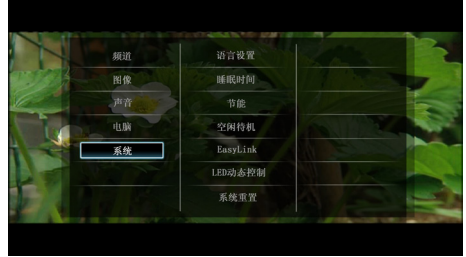 频道
图像
声音
电脑
系统
语言设置
睡眠时间
节能
空闲待机
EasyLink
LED动态控制
系统重置